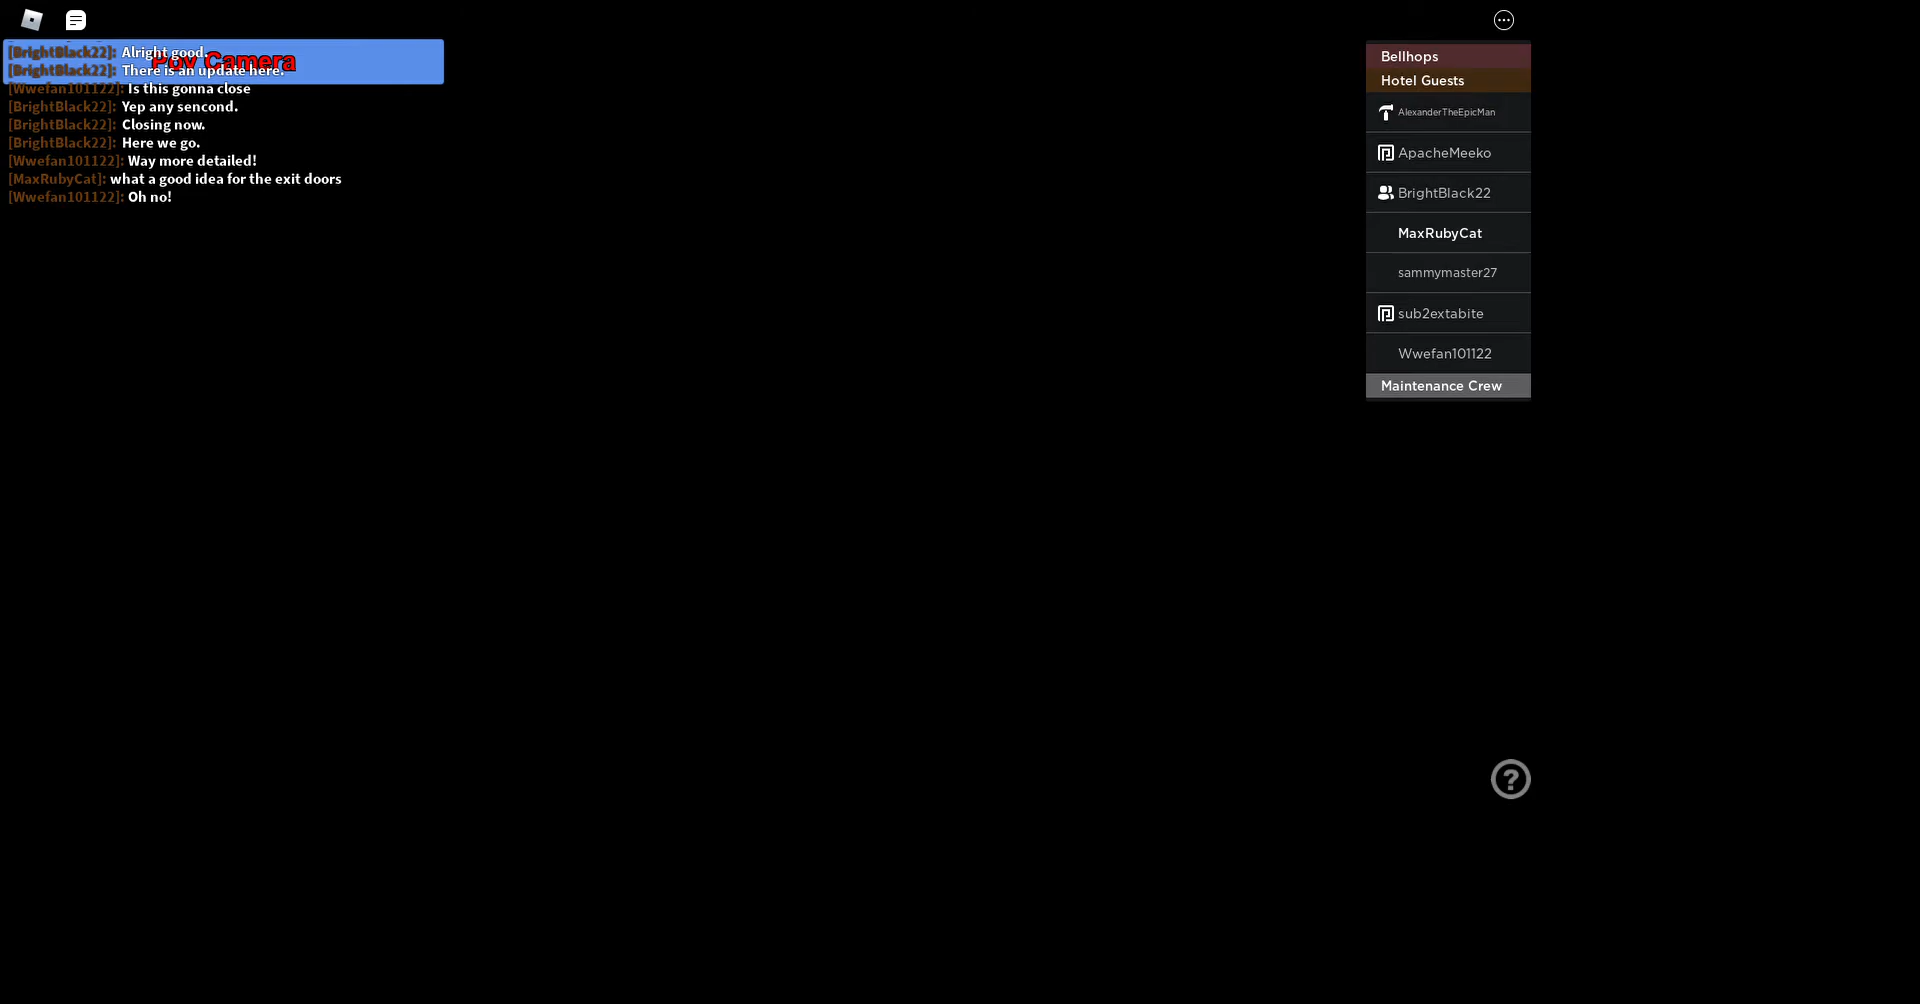 [BrightBlack22]: Alright good.
Pov Camera
[BrightBlack22]: There is an update here.
[Wwefan101122]: Is this gonna close
[BrightBlack22]: Yep any sencond.
[BrightBlack22]: Closing now.
[BrightBlack22]: Here we go.
[Wwefan101122]: Way more detailed!
[MaxRubyCat]: what a good idea for the exit doors
[Wwefan101122]: Oh no!
Bellhops
Hotel Guests
AlexanderTheEpicMan
ApacheMeeko
BrightBlack22
MaxRubyCat
sammymaster27
sub2extabite
Wwefan101122
Maintenance Crew
?